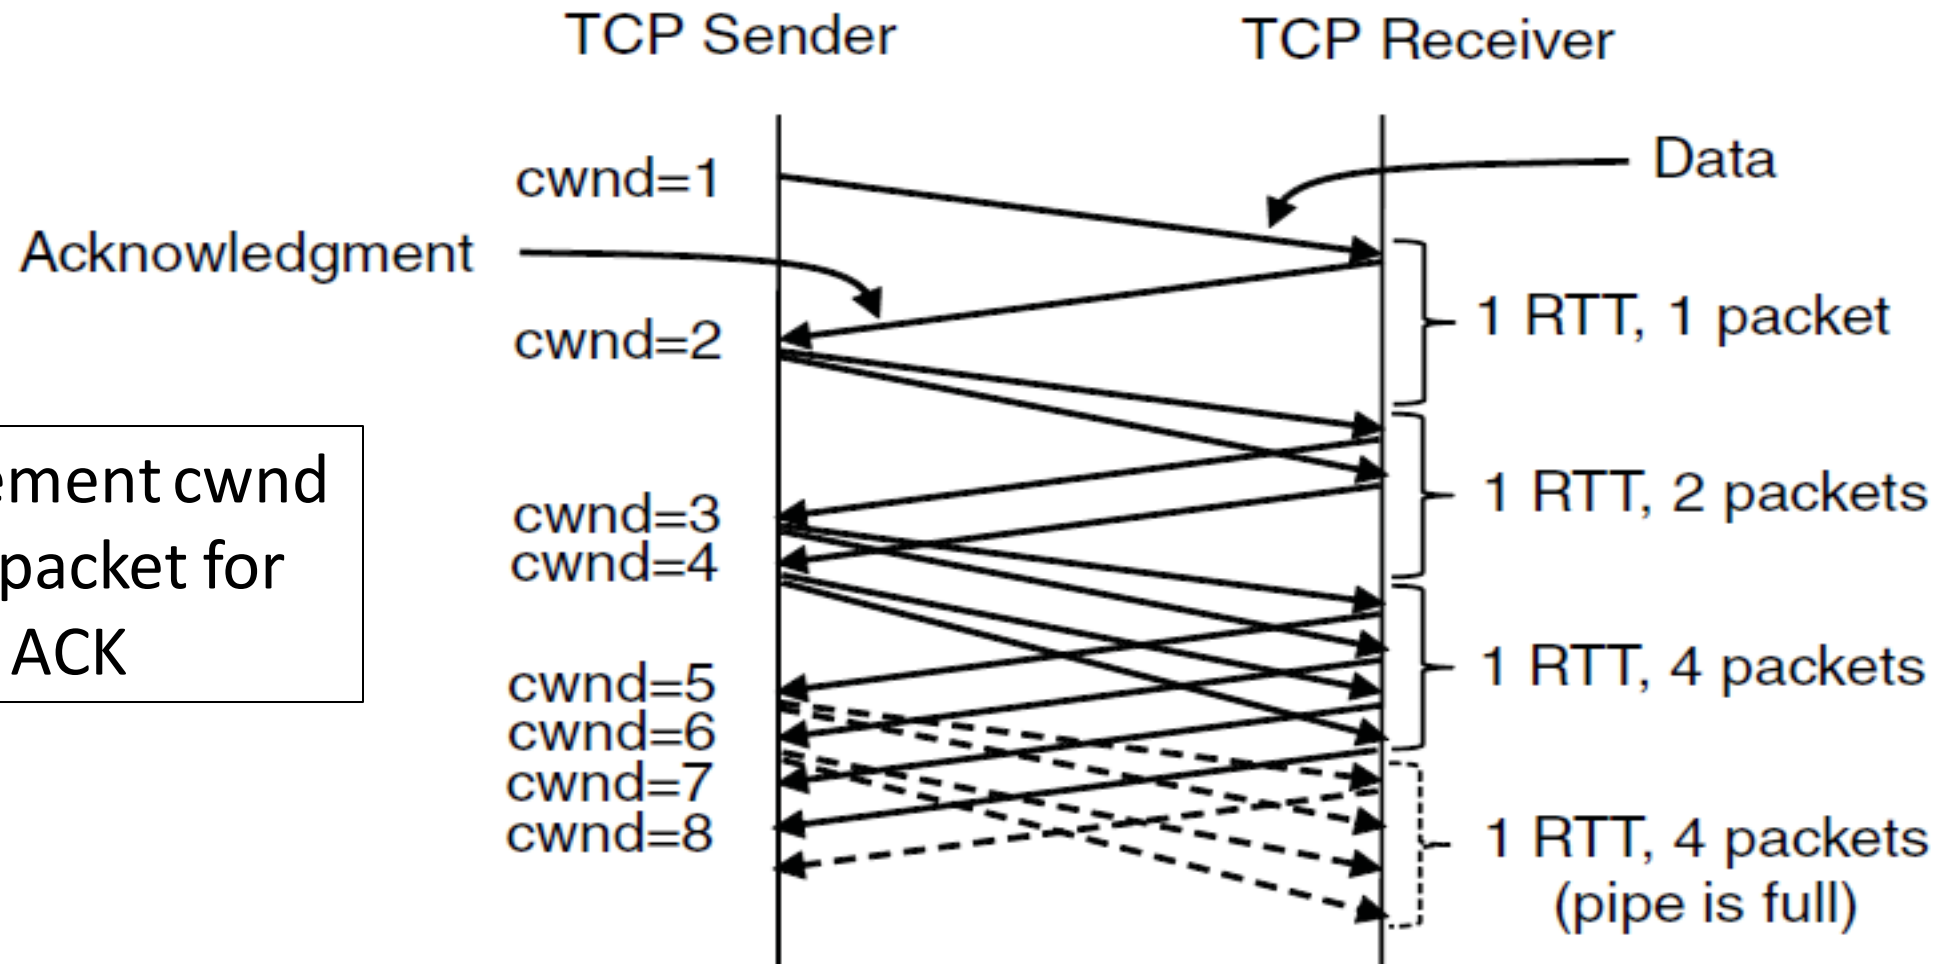 TCP Sender
TCP Receiver
cwnd=1
Data
Acknowledgment
1 RTT, 1 packet
cwnd=2
ement cwnd
packet for
ACK
1 RTT, 2 packets
cwnd=3
cwnd=4
1 RTT, 4 packets
cwnd=5
cwnd=6
cwnd=7
cwnd=8
1 RTT, 4 packets
(pipe is full)